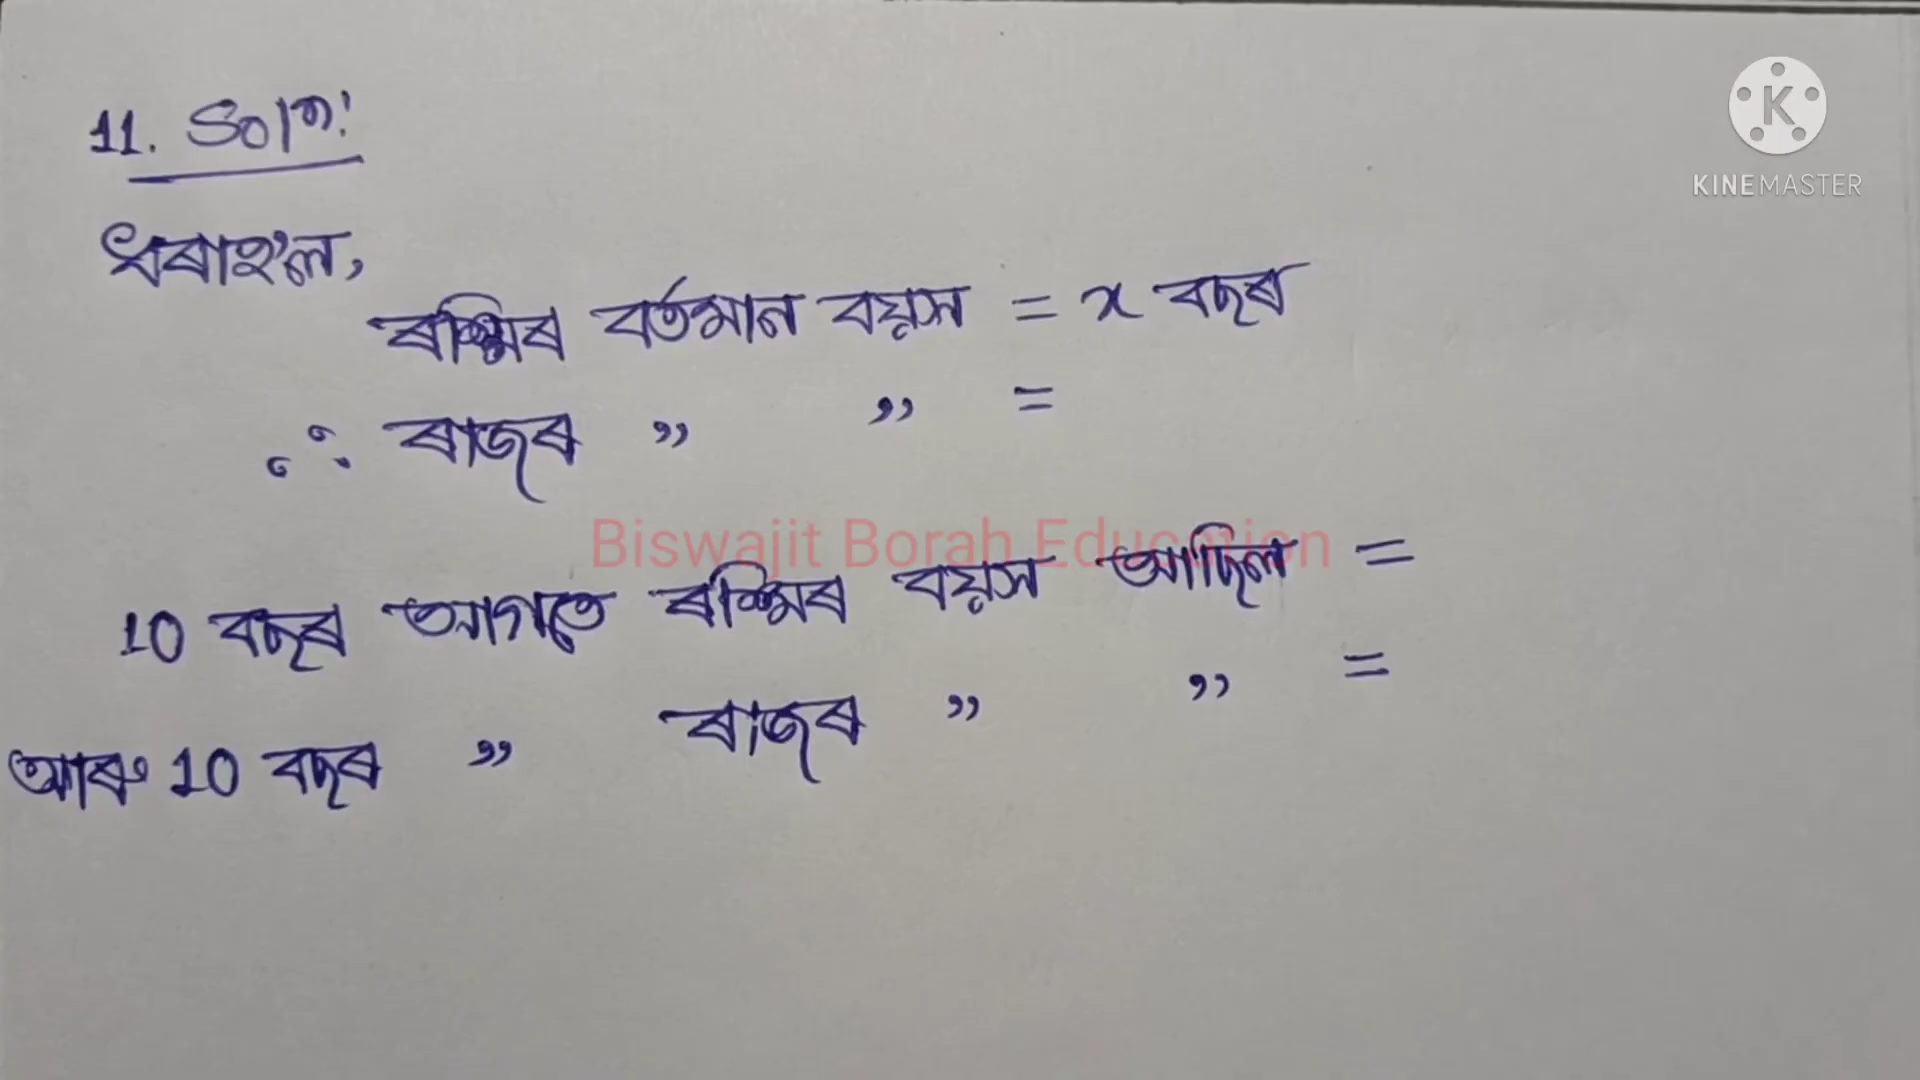 11. Soln:
KINEMASTER
ধৰাহ'ল,
ৰশ্মিৰ বৰ্তমান বয়স = x বছৰ
∴ ৰাজৰ " " =
Biswajit Borah Education
10 বছৰ আগতে ৰশ্মিৰ বয়স আছিল =
আৰু 10 বছৰ " ৰাজৰ " " =